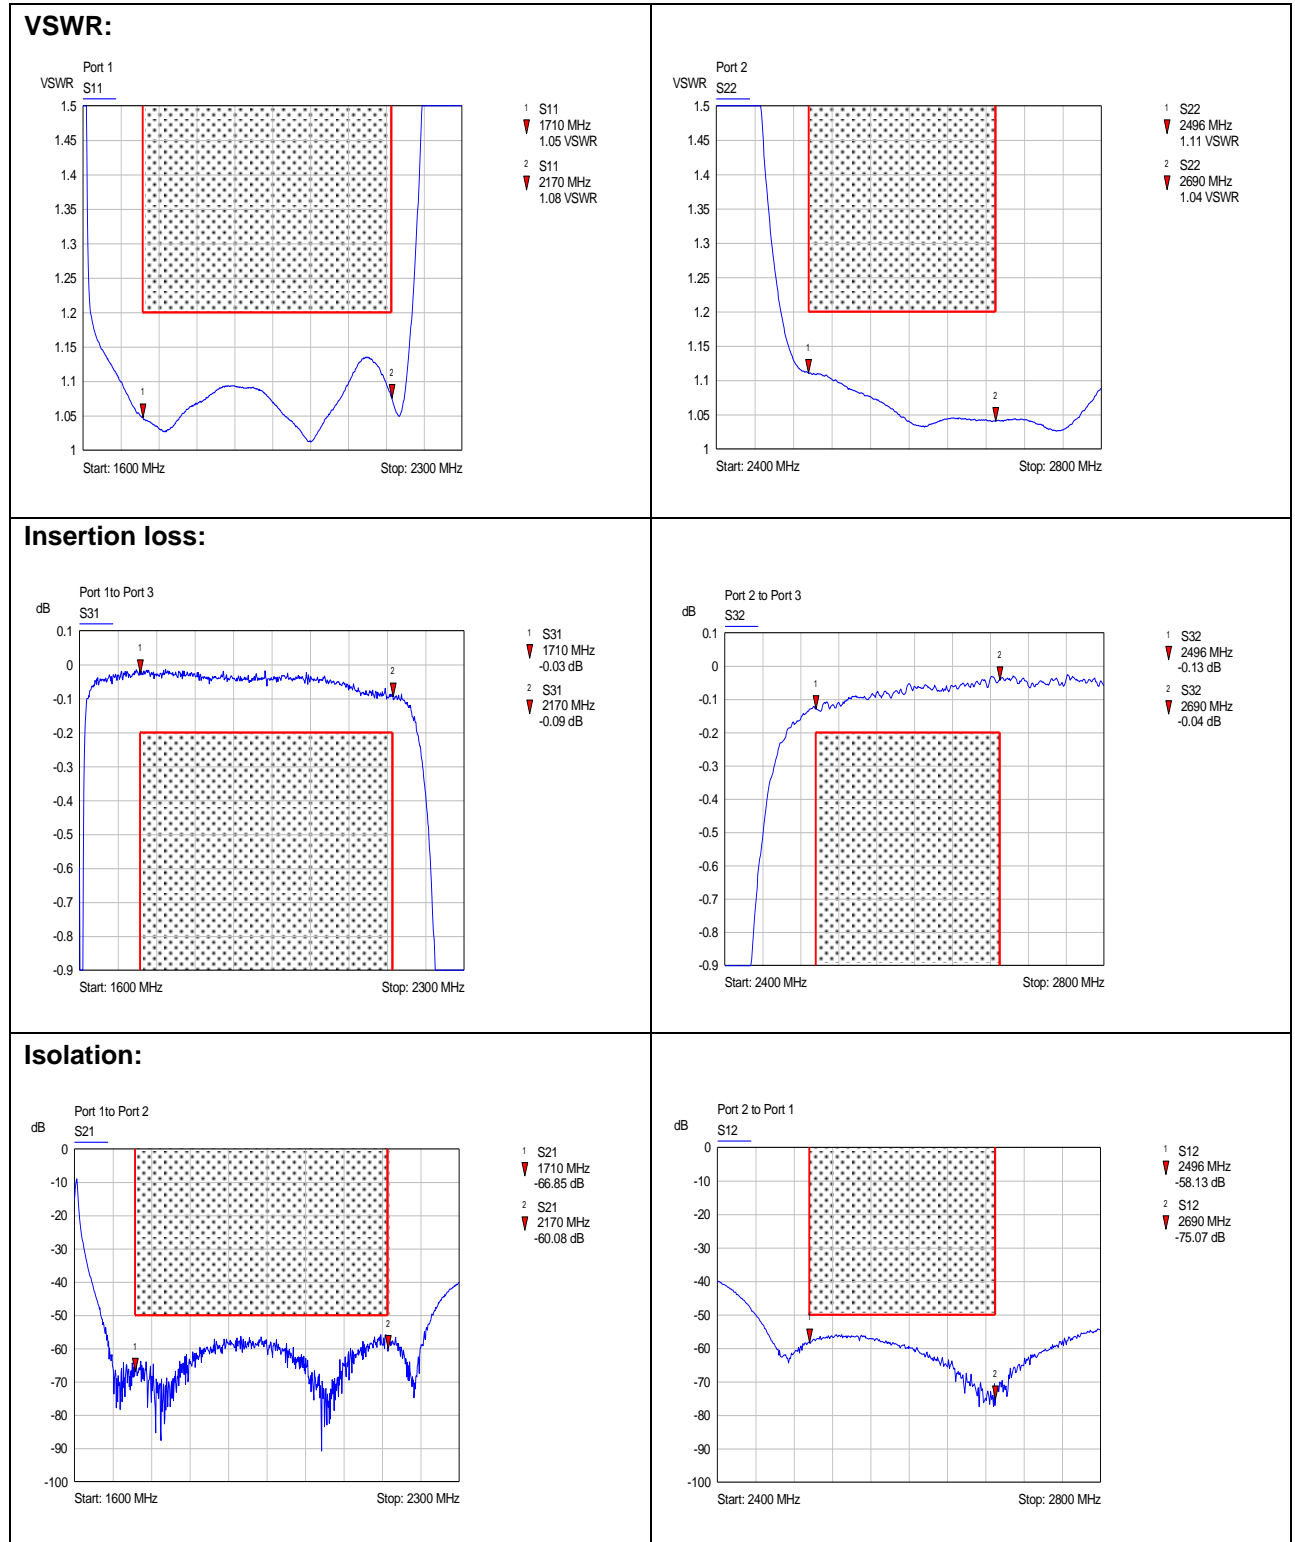 VSWR:
Port 1
VSWR
S11
1.5
1.45
1.4
1.35
1.3
1.25
1.2
1.15
1.1
1.05
1
1
2
Start: 1600 MHz
Stop: 2300 MHz
1 S11
1710 MHz
1.05 VSWR
2 S11
2170 MHz
1.08 VSWR
Port 2
VSWR
S22
1.5
1.45
1.4
1.35
1.3
1.25
1.2
1.15
1.1
1.05
1
1
2
Start: 2400 MHz
Stop: 2800 MHz
1 S22
2496 MHz
1.11 VSWR
2 S22
2690 MHz
1.04 VSWR
Insertion loss:
Port 1to Port 3
dB
S31
0.1
0
-0.1
-0.2
-0.3
-0.4
-0.5
-0.6
-0.7
-0.8
-0.9
1
2
Start: 1600 MHz
Stop: 2300 MHz
1 S31
1710 MHz
-0.03 dB
2 S31
2170 MHz
-0.09 dB
Port 2 to Port 3
dB
S32
0.1
0
-0.1
-0.2
-0.3
-0.4
-0.5
-0.6
-0.7
-0.8
-0.9
1
2
Start: 2400 MHz
Stop: 2800 MHz
1 S32
2496 MHz
-0.13 dB
2 S32
2690 MHz
-0.04 dB
Isolation:
Port 1to Port 2
dB
S21
0
-10
-20
-30
-40
-50
-60
-70
-80
-90
-100
1
2
Start: 1600 MHz
Stop: 2300 MHz
1 S21
1710 MHz
-66.85 dB
2 S21
2170 MHz
-60.08 dB
Port 2 to Port 1
dB
S12
0
-10
-20
-30
-40
-50
-60
-70
-80
-90
-100
1
2
Start: 2400 MHz
Stop: 2800 MHz
1 S12
2496 MHz
-58.13 dB
2 S12
2690 MHz
-75.07 dB